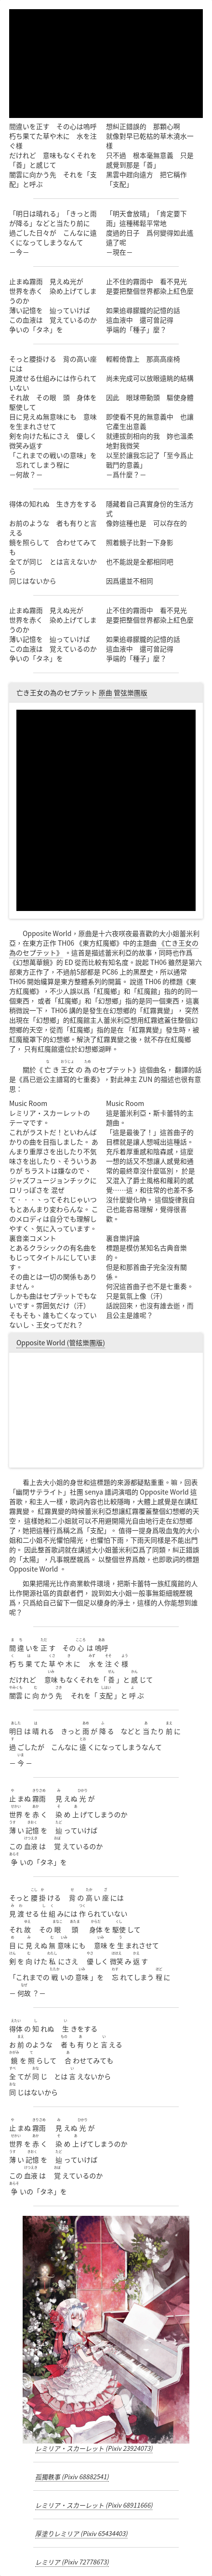 間違いを正す　その心は嗚呼
朽ち果てた草や木に　水を注
ぐ様
だけれど　意味もなくそれを
「善」と感じて
闇雲に向かう先　それを「支
配」と呼ぶ
想糾正錯誤的　那顆心啊
就像對早已乾枯的草木澆水一
樣
只不過　根本毫無意義　只是
感覺到那是「善」
黑雲中趕向遠方　把它稱作
「支配」
「明日は晴れる」「きっと雨
が降る」などと当たり前に
過ごした日々が　こんなに遠
くになってしまうなんて
－今－
「明天會放晴」「肯定要下
雨」這種稀鬆平常地
度過的日子　爲何變得如此遙
遠了呢
－現在－
止まぬ霧雨　見えぬ光が
世界を赤く　染め上げてしま
うのか
薄い記憶を　辿っていけば
この血液は　覚えているのか
争いの「タネ」を
止不住的霧雨中　看不見光
是要把整個世界都染上紅色麼
如果追尋朦朧的記憶的話
這血液中　還可曾記得
爭端的「種子」麼？
そっと腰掛ける　背の高い座
には
見渡せる仕組みには作られて
いない
それ故　その眼　頭　身体を
駆使して
目に見えぬ無意味にも　意味
を生まれさせて
剣を向けた私にさえ　優しく
微笑み返す
「これまでの戦いの意味」を
　忘れてしまう程に
－何故？－
輕輕倚靠上　那高高座椅
尚未完成可以放眼遠眺的結構
因此　眼球帶動頭　驅使身體
即使看不見的無意義中　也讓
它產生出意義
就連拔劍相向的我　妳也溫柔
地對我微笑
以至於讓我忘記了「至今爲止
戰鬥的意義」
－爲什麼？－
得体の知れぬ　生き方をする
お前のような　者も有りと言
える
鏡を照らして　合わせてみて
も
全てが同じ　とは言えないか
ら
同じはないから
隱藏着自己真實身份的生活方
式
像妳這種也是　可以存在的
照着鏡子比對一下身影
也不能說是全都相同吧
因爲還並不相同
止まぬ霧雨　見えぬ光が
世界を赤く　染め上げてしま
うのか
薄い記憶を　辿っていけば
この血液は　覚えているのか
争いの「タネ」を
止不住的霧雨中　看不見光
是要把整個世界都染上紅色麼
如果追尋朦朧的記憶的話
這血液中　還可曾記得
爭端的「種子」麼？
亡き王女の為のセプテット 原曲 管弦樂團版
Opposite World，原曲是十六夜咲夜最喜歡的大小姐蕾米利
亞，在東方正作 TH06 《東方紅魔鄉》中的主題曲 《亡き王女の
為のセプテット》 。這首是描述蕾米利亞的故事，同時也作爲
《幻想萬華鏡》的 ED 從而比較有知名度。說起 TH06 雖然是第六
部東方正作了，不過前5部都是 PC86 上的黑歷史，所以通常
TH06 開始纔算是東方整體系列的開篇。 說道 TH06 的標題《東
方紅魔鄉》，不少人誤以爲「紅魔鄉」和「紅魔館」指的的同一
個東西， 或者「紅魔鄉」和「幻想鄉」指的是同一個東西，這裏
稍微說一下， TH06 講的是發生在幻想鄉的「紅霧異變」，突然
出現在「幻想鄉」的紅魔館主人蕾米利亞想用紅霧遮蓋住整個幻
想鄉的天空，從而「紅魔鄉」指的是在 「紅霧異變」發生時，被
紅魔籠罩下的幻想鄉。解決了紅霧異變之後，就不存在紅魔鄉
了， 只有紅魔館還位於幻想鄉湖畔。
關於《亡き王女の為のセプテット》這個曲名， 翻譯的話
是《爲已逝公主譜寫的七重奏》，對此神主 ZUN 的描述也很有意
思：
Music Room
レミリア・スカーレットの
テーマです。
これがラストだ！といわんば
かりの曲を目指しました。あ
んまり重厚さを出したり不気
味さを出したり・そういうあ
りが ちラストは嫌なので、
ジャズフュージョンチックに
ロリっぽさを 混ぜ
て・・・、ってそれじゃいつ
もとあんまり変わらんな。 こ
のメロディは自分でも理解し
やすく・気に入っています。
裏音楽コメント
とあるクラシックの有名曲を
もじってタイトルにしていま
す。
その曲とは一切の関係もあり
ません。
しかも曲はセプテットでもな
いです。雰囲気だけ（汗）
そもそも、誰も亡くなってい
ないし、王女ってだれ？
Music Room
這是蕾米利亞・斯卡蕾特的主
題曲。
「這是最後了！」這首曲子的
目標就是讓人想喊出這種話。
充斥着厚重感和陰森感，這麼
一想的話又不想讓人感覺和通
常的最終章沒什麼區別， 於是
又混入了爵士風格和蘿莉的感
覺……這，和往常的也差不多
沒什麼變化吶。 這個旋律我自
己也能容易理解，覺得很喜
歡。
裏音樂評論
標題是模仿某知名古典音樂
的。
但是和那首曲子完全沒有關
係。
何況這首曲子也不是七重奏。
只是氣氛上像（汗）
話說回來，也沒有誰去逝，而
且公主是誰呢？
Opposite World (管絃樂團版)
看上去大小姐的身世和這標題的來源都疑點重重。嘛，回表
「幽閉サテライト」社團 senya 譜詞演唱的 Opposite World 這
首歌，和主人一樣，歌詞內容也比較隱晦，大體上感覺是在講紅
霧異變。 紅霧異變的時候蕾米利亞想讓紅霧覆蓋整個幻想鄉的天
空， 這樣她和二小姐就可以不用避開陽光自由地行走在幻想鄉
了，她把這種行爲稱之爲「支配」。 值得一提身爲吸血鬼的大小
姐和二小姐不光懼怕陽光，也懼怕下雨，下雨天同樣是不能出門
的。 因此整首歌詞就在講述大小姐蕾米利亞爲了同類，糾正錯誤
的「太陽」，凡事親歷親爲， 以整個世界爲敵，也即歌詞的標題
Opposite World 。
如果把陽光比作商業軟件環境，把斯卡蕾特一族紅魔館的人
比作開源社區的貢獻者們， 說到如大小姐一般事無鉅細親歷親
爲，只爲給自己留下一個足以棲身的淨土，這樣的人你能想到誰
呢？
間違いを正す　その心は嗚呼
朽ち果てた草や木に　水を注ぐ様
だけれど　意味もなくそれを「善」と感じて
闇雲に向かう先　それを「支配」と呼ぶ
明日は晴れる　きっと雨が降る　などと当たり前に
過ごしたが　こんなに遠くになってしまうなんて
－今－
止まぬ霧雨　見えぬ光が
世界を赤く　染め上げてしまうのか
薄い記憶を　辿っていけば
この血液は　覚えているのか
争いの「タネ」を
そっと腰掛ける　背の高い座には
見渡せる仕組みには作られていない
それ故　その眼　頭　身体を駆使して
目に見えぬ無意味にも　意味を生まれさせて
剣を向けた私にさえ　優しく微笑み返す
「これまでの戦いの意味」を　忘れてしまう程に
－何故？－
得体の知れぬ　生きをする
お前のような　者も有りと言える
鏡を照らして　合わせてみても
全てが同じ　とは言えないから
同じはないから
止まぬ霧雨　見えぬ光が
世界を赤く　染め上げてしまうのか
薄い記憶を　辿っていけば
この血液は　覚えているのか
争いの「タネ」を
レミリア・スカーレット (Pixiv 23924073)
孤獨執事 (Pixiv 68882541)
レミリア・スカーレット (Pixiv 68911666)
厚塗りレミリア (Pixiv 65434403)
レミリア (Pixiv 72778673)